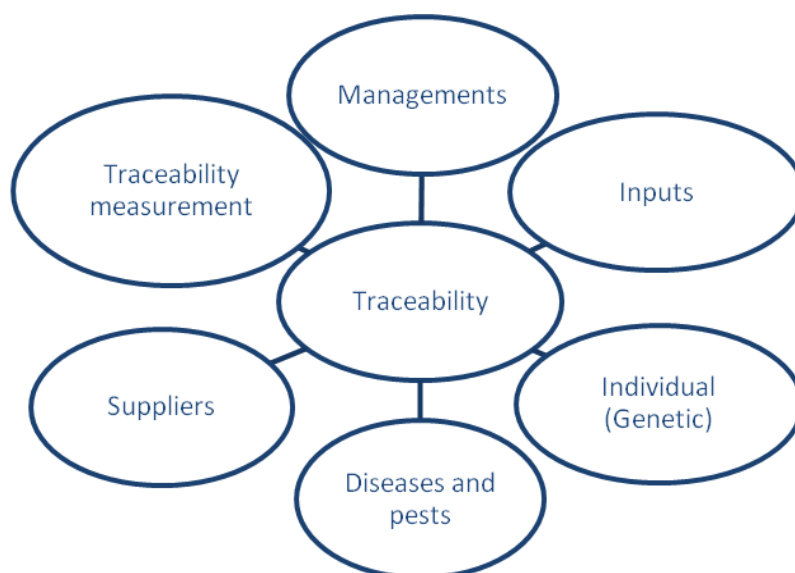 Managements
Traceability
measurement
Inputs
Traceability
Suppliers
Individual
(Genetic)
Diseases and
pests